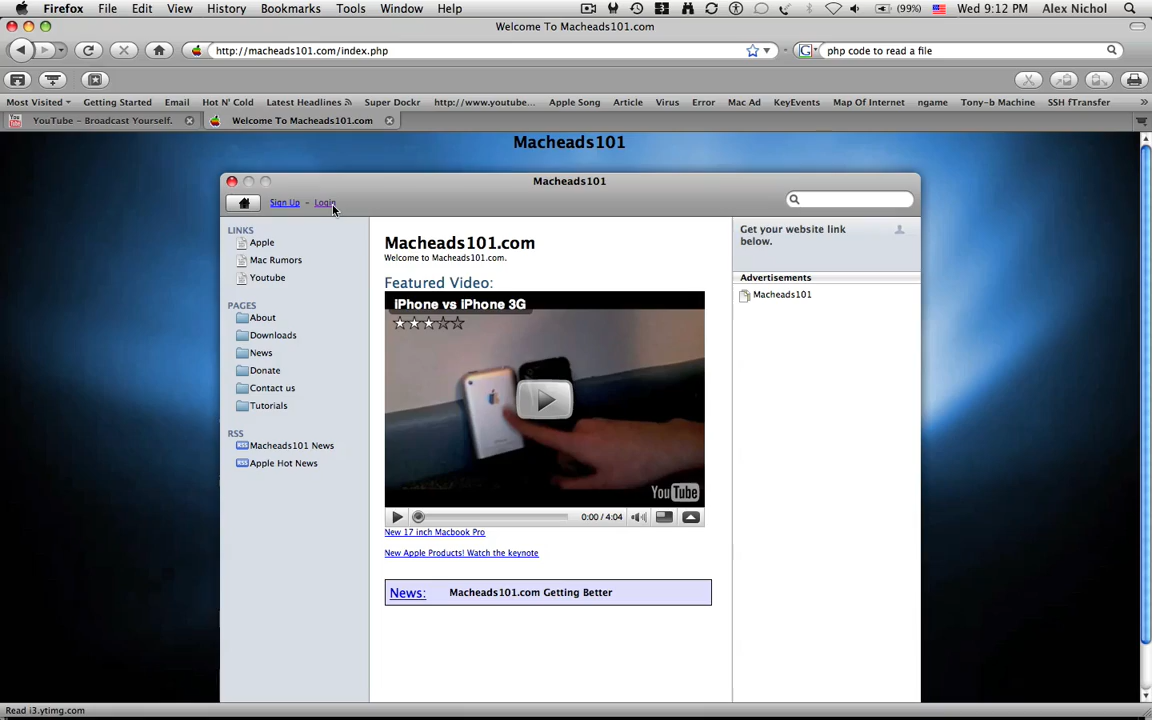 Firefox File Edit View History Bookmarks Tools Window Help (99%) Wed 9:12 PM Alex Nichol
Welcome To Macheads101.com
http://macheads101.com/index.php php code to read a file
Most Visited Getting Started Email Hot N' Cold Latest Headlines Super Dockr http://www.youtube... Apple Song Article Virus Error Mac Ad KeyEvents Map Of Internet ngame Tony-b Machine SSH fTransfer »
YouTube – Broadcast Yourself. Welcome To Macheads101.com
Macheads101
Macheads101
Sign Up - Login
LINKS
Apple
Mac Rumors
Youtube
PAGES
About
Downloads
News
Donate
Contact us
Tutorials
RSS
Macheads101 News
Apple Hot News
Macheads101.com
Welcome to Macheads101.com.
Featured Video:
iPhone vs iPhone 3G
YouTube
0:00 / 4:04
New 17 inch Macbook Pro
New Apple Products! Watch the keynote
News: Macheads101.com Getting Better
Get your website link
below.
Advertisements
Macheads101
Read i3.ytimg.com